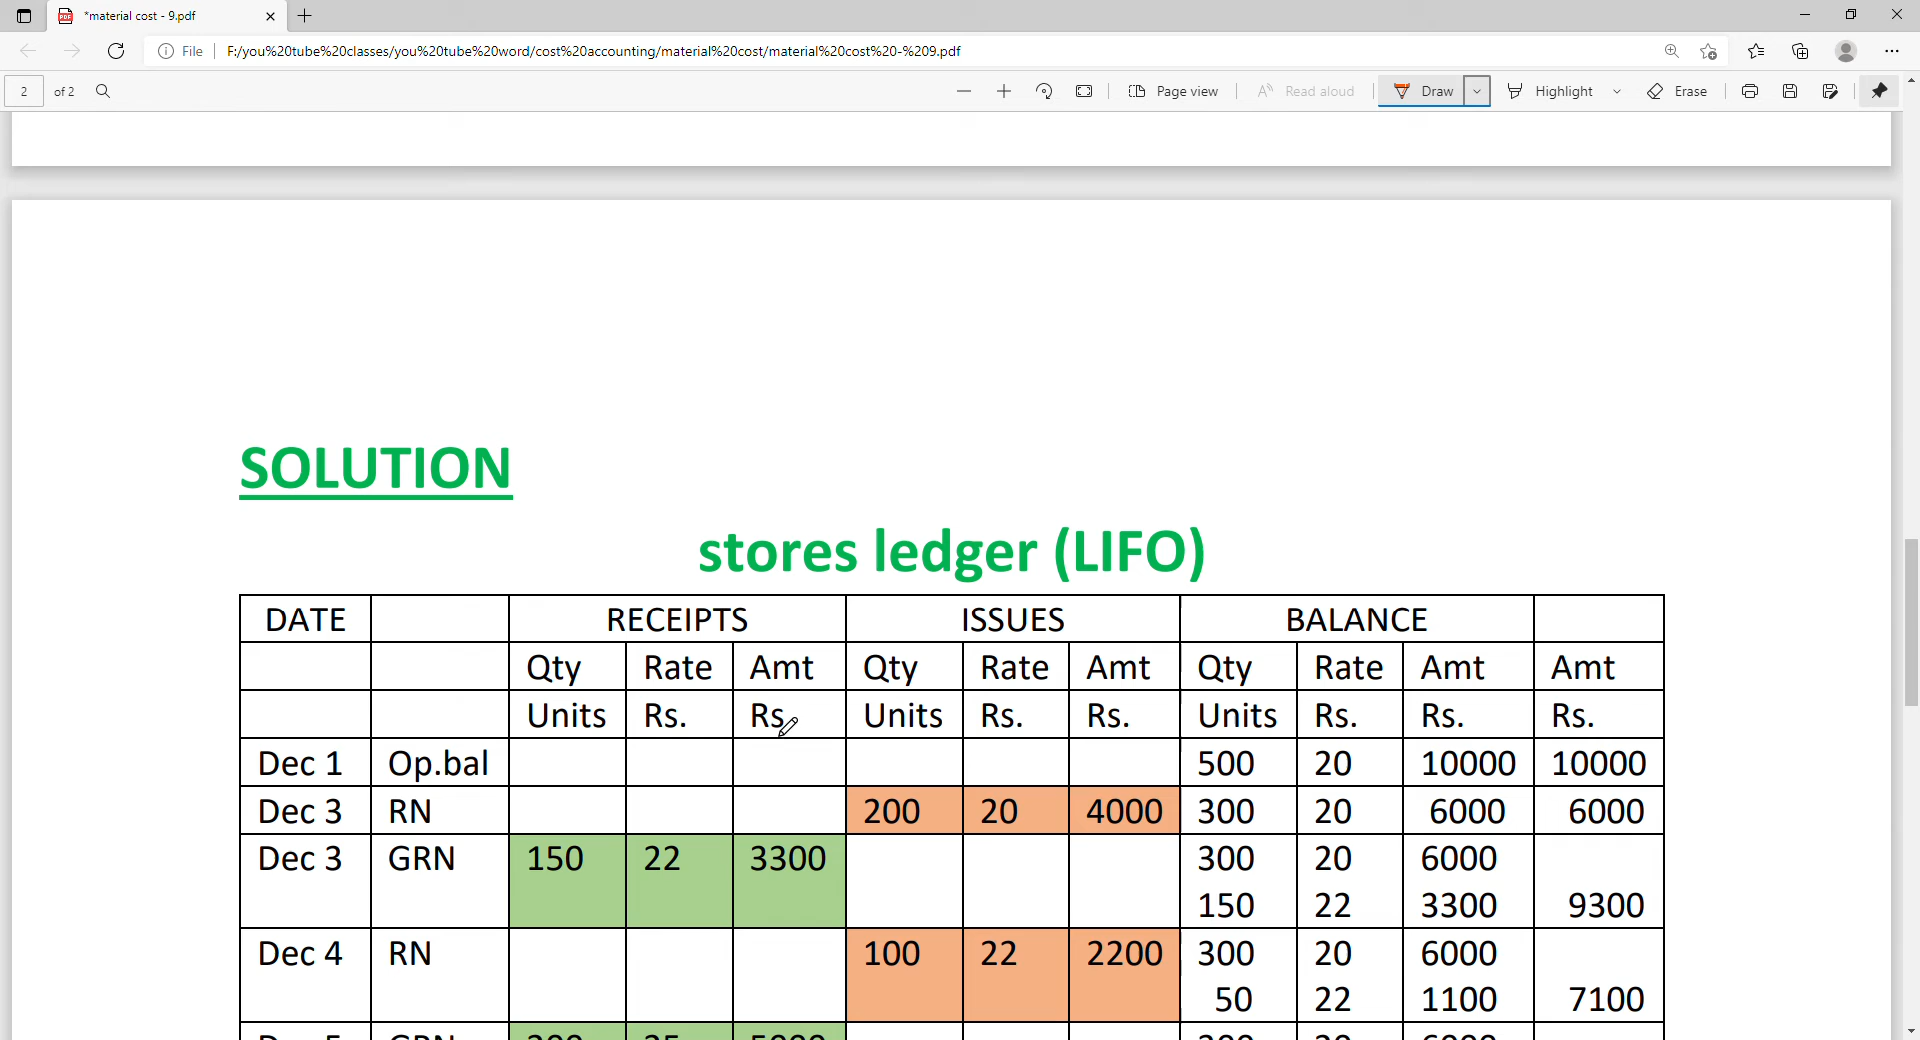 *material cost - 9.pdf
File F:/you%20tube%20classes/you%20tube%20word/cost%20accounting/material%20cost/material%20cost%20-%209.pdf
2 of 2 Page view Read aloud Draw Highlight Erase
SOLUTION
stores ledger (LIFO)
DATE RECEIPTS ISSUES BALANCE
Qty Rate Amt Qty Rate Amt Qty Rate Amt Amt
Units Rs. Rs. Units Rs. Rs. Units Rs. Rs. Rs.
Dec 1 Op.bal 500 20 10000 10000
Dec 3 RN 200 20 4000 300 20 6000 6000
Dec 3 GRN 150 22 3300 300 20 6000
150 22 3300 9300
Dec 4 RN 100 22 2200 300 20 6000
50 22 1100 7100